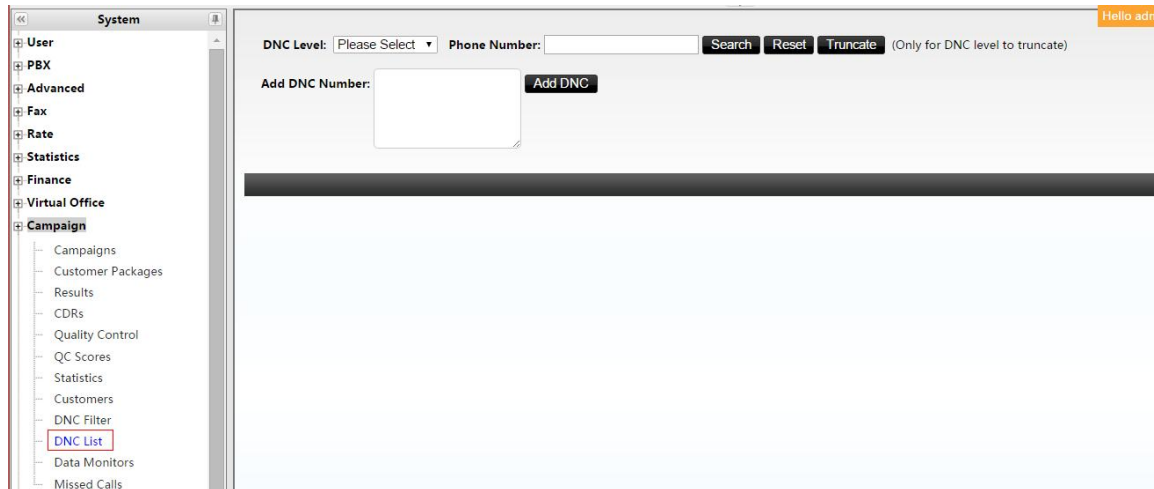 System
User
PBX
Advanced
Fax
Rate
Statistics
Finance
Virtual Office
Campaign
Campaigns
Customer Packages
Results
CDRs
Quality Control
QC Scores
Statistics
Customers
DNC Filter
DNC List
Data Monitors
Missed Calls
Hello adm
DNC Level: Please Select Phone Number: Search Reset Truncate (Only for DNC level to truncate)
Add DNC Number: Add DNC